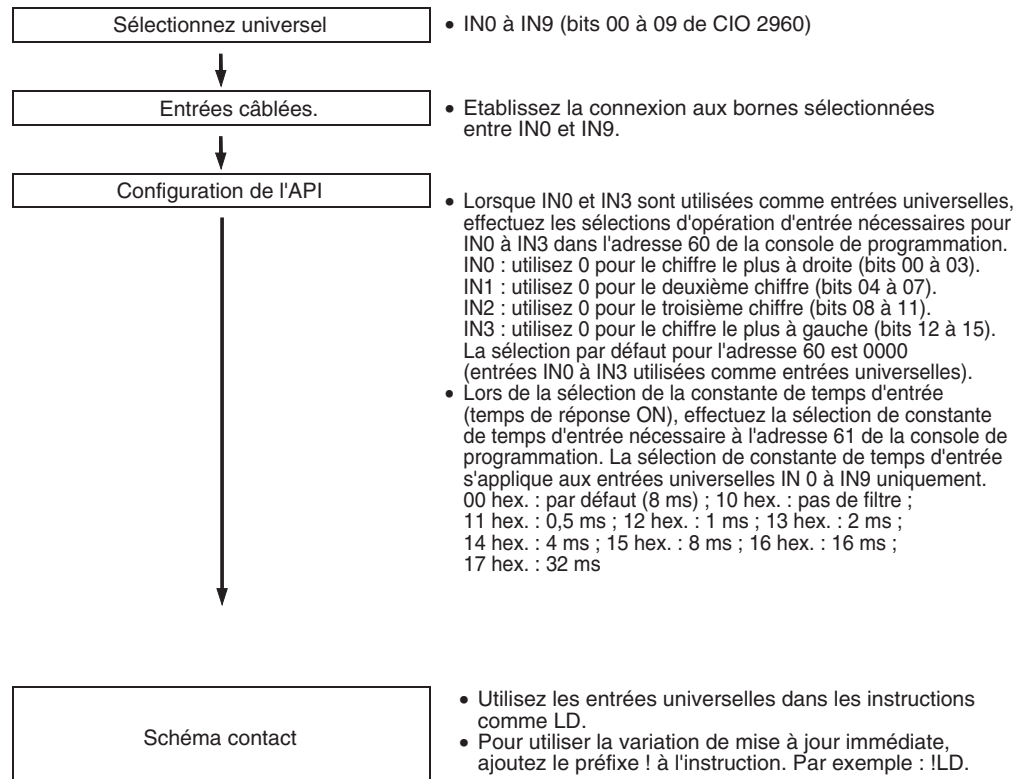 Sélectionnez universel
• IN0 à IN9 (bits 00 à 09 de CIO 2960)
Entrées câblées.
• Etablissez la connexion aux bornes sélectionnées
entre IN0 et IN9.
Configuration de l'API
• Lorsque IN0 et IN3 sont utilisées comme entrées universelles,
effectuez les sélections d'opération d'entrée nécessaires pour
IN0 à IN3 dans l'adresse 60 de la console de programmation.
IN0 : utilisez 0 pour le chiffre le plus à droite (bits 00 à 03).
IN1 : utilisez 0 pour le deuxième chiffre (bits 04 à 07).
IN2 : utilisez 0 pour le troisième chiffre (bits 08 à 11).
IN3 : utilisez 0 pour le chiffre le plus à gauche (bits 12 à 15).
La sélection par défaut pour l'adresse 60 est 0000
(entrées IN0 à IN3 utilisées comme entrées universelles).
• Lors de la sélection de la constante de temps d'entrée
(temps de réponse ON), effectuez la sélection de constante
de temps d'entrée nécessaire à l'adresse 61 de la console de
programmation. La sélection de constante de temps d'entrée
s'applique aux entrées universelles IN 0 à IN9 uniquement.
00 hex. : par défaut (8 ms) ; 10 hex. : pas de filtre ;
11 hex. : 0,5 ms ; 12 hex. : 1 ms ; 13 hex. : 2 ms ;
14 hex. : 4 ms ; 15 hex. : 8 ms ; 16 hex. : 16 ms ;
17 hex. : 32 ms
Schéma contact
• Utilisez les entrées universelles dans les instructions
comme LD.
• Pour utiliser la variation de mise à jour immédiate,
ajoutez le préfixe ! à l'instruction. Par exemple : !LD.